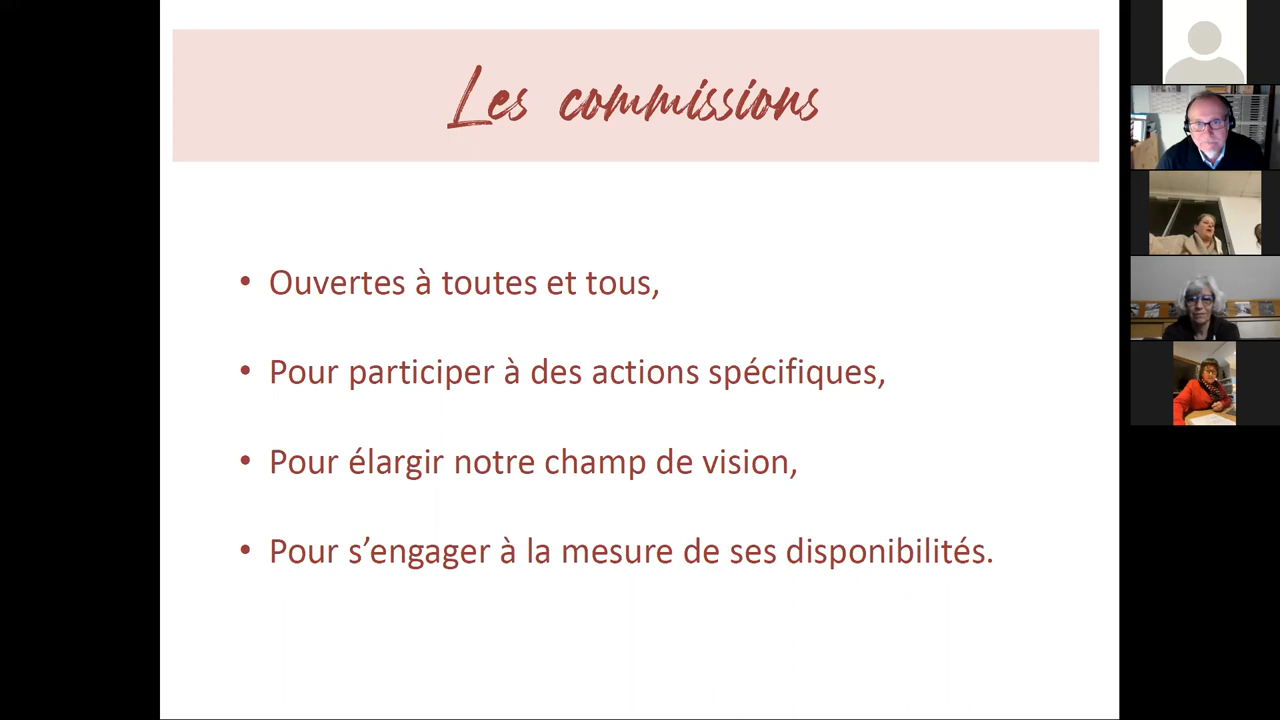 Les commissions
• Ouvertes à toutes et tous,
• Pour participer à des actions spécifiques,
• Pour élargir notre champ de vision,
• Pour s’engager à la mesure de ses disponibilités.